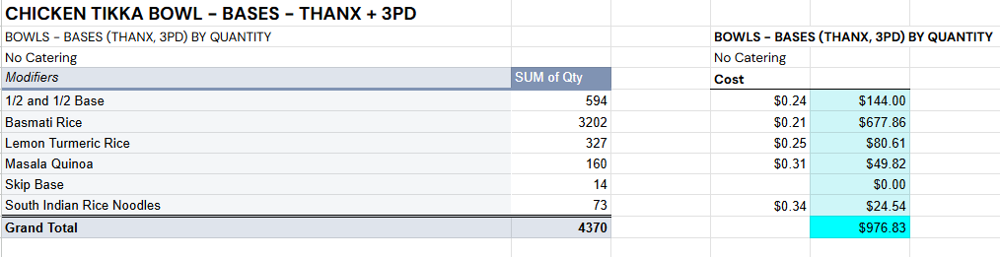 CHICKEN TIKKA BOWL - BASES - THANX + 3PD
BOWLS - BASES (THANX, 3PD) BY QUANTITY BOWLS - BASES (THANX, 3PD) BY QUANTITY
No Catering No Catering
Modifiers SUM of Qty Cost
1/2 and 1/2 Base 594 $0.24 $144.00
Basmati Rice 3202 $0.21 $677.86
Lemon Turmeric Rice 327 $0.25 $80.61
Masala Quinoa 160 $0.31 $49.82
Skip Base 14 $0.00
South Indian Rice Noodles 73 $0.34 $24.54
Grand Total 4370 $976.83